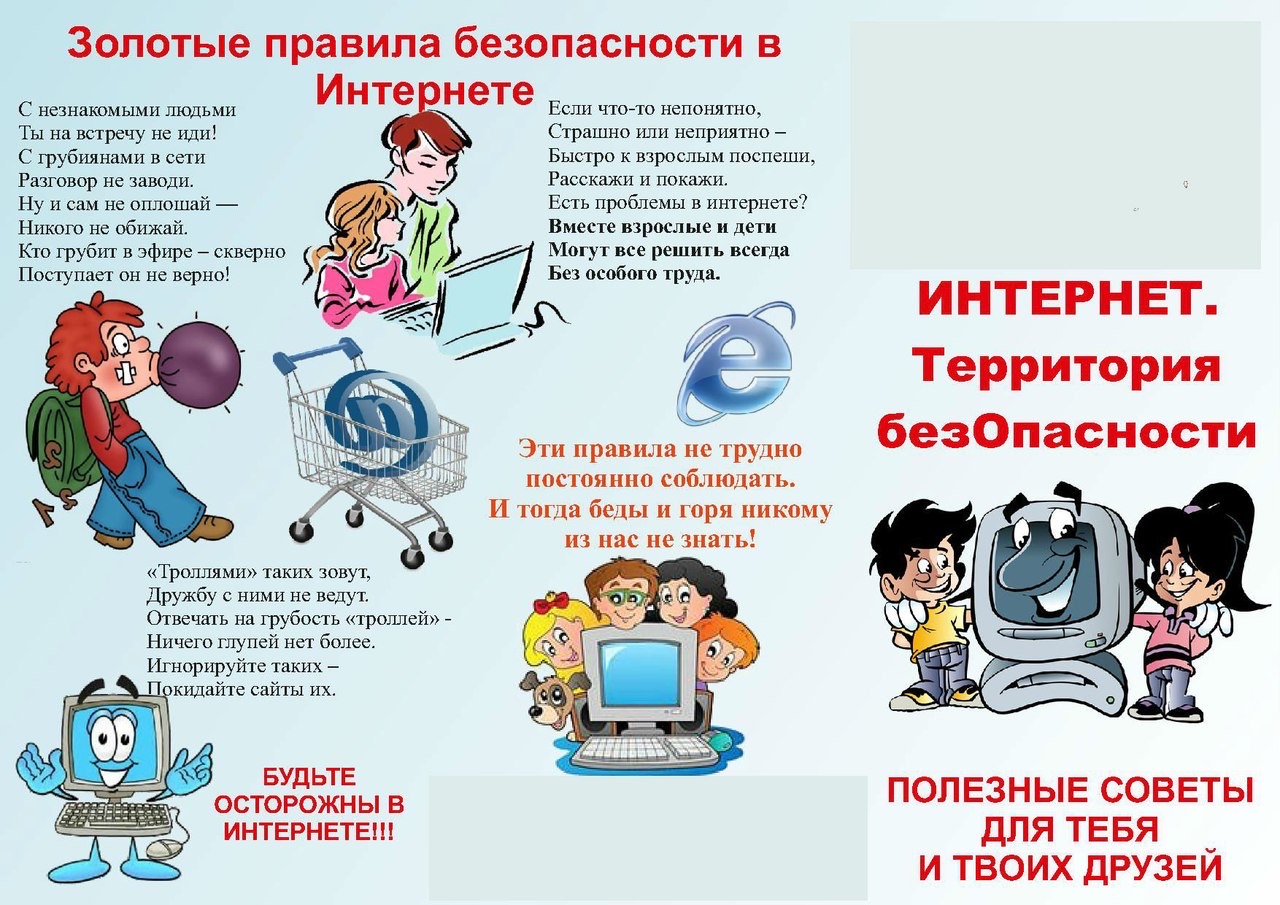 Золотые правила безопасности в
Интернете
С незнакомыми людьми
Ты на встречу не иди!
С грубиянами в сети
Разговор не заводи.
Ну и сам не оплошай —
Никого не обижай.
Кто грубит в эфире – скверно
Поступает он не верно!
Если что-то непонятно,
Страшно или неприятно –
Быстро к взрослым поспеши,
Расскажи и покажи.
Есть проблемы в интернете?
Вместе взрослые и дети
Могут все решить всегда
Без особого труда.
Эти правила не трудно
постоянно соблюдать.
И тогда беды и горя никому
из нас не знать!
«Троллями» таких зовут,
Дружбу с ними не ведут.
Отвечать на грубость «троллей» -
Ничего глупей нет более.
Игнорируйте таких –
Покидайте сайты их.
БУДЬТЕ
ОСТОРОЖНЫ В
ИНТЕРНЕТЕ!!!
ИНТЕРНЕТ.
Территория
безОпасности
ПОЛЕЗНЫЕ СОВЕТЫ
ДЛЯ ТЕБЯ
И ТВОИХ ДРУЗЕЙ